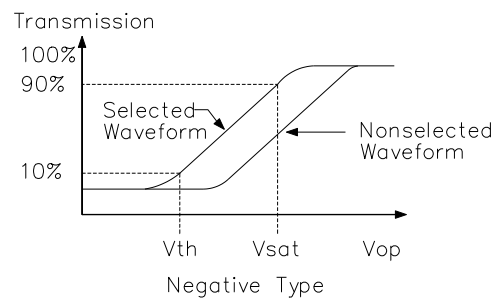 Transmission
100%
90%
Selected
Waveform
Nonselected
Waveform
10%
Vth
Vsat
Vop
Negative Type